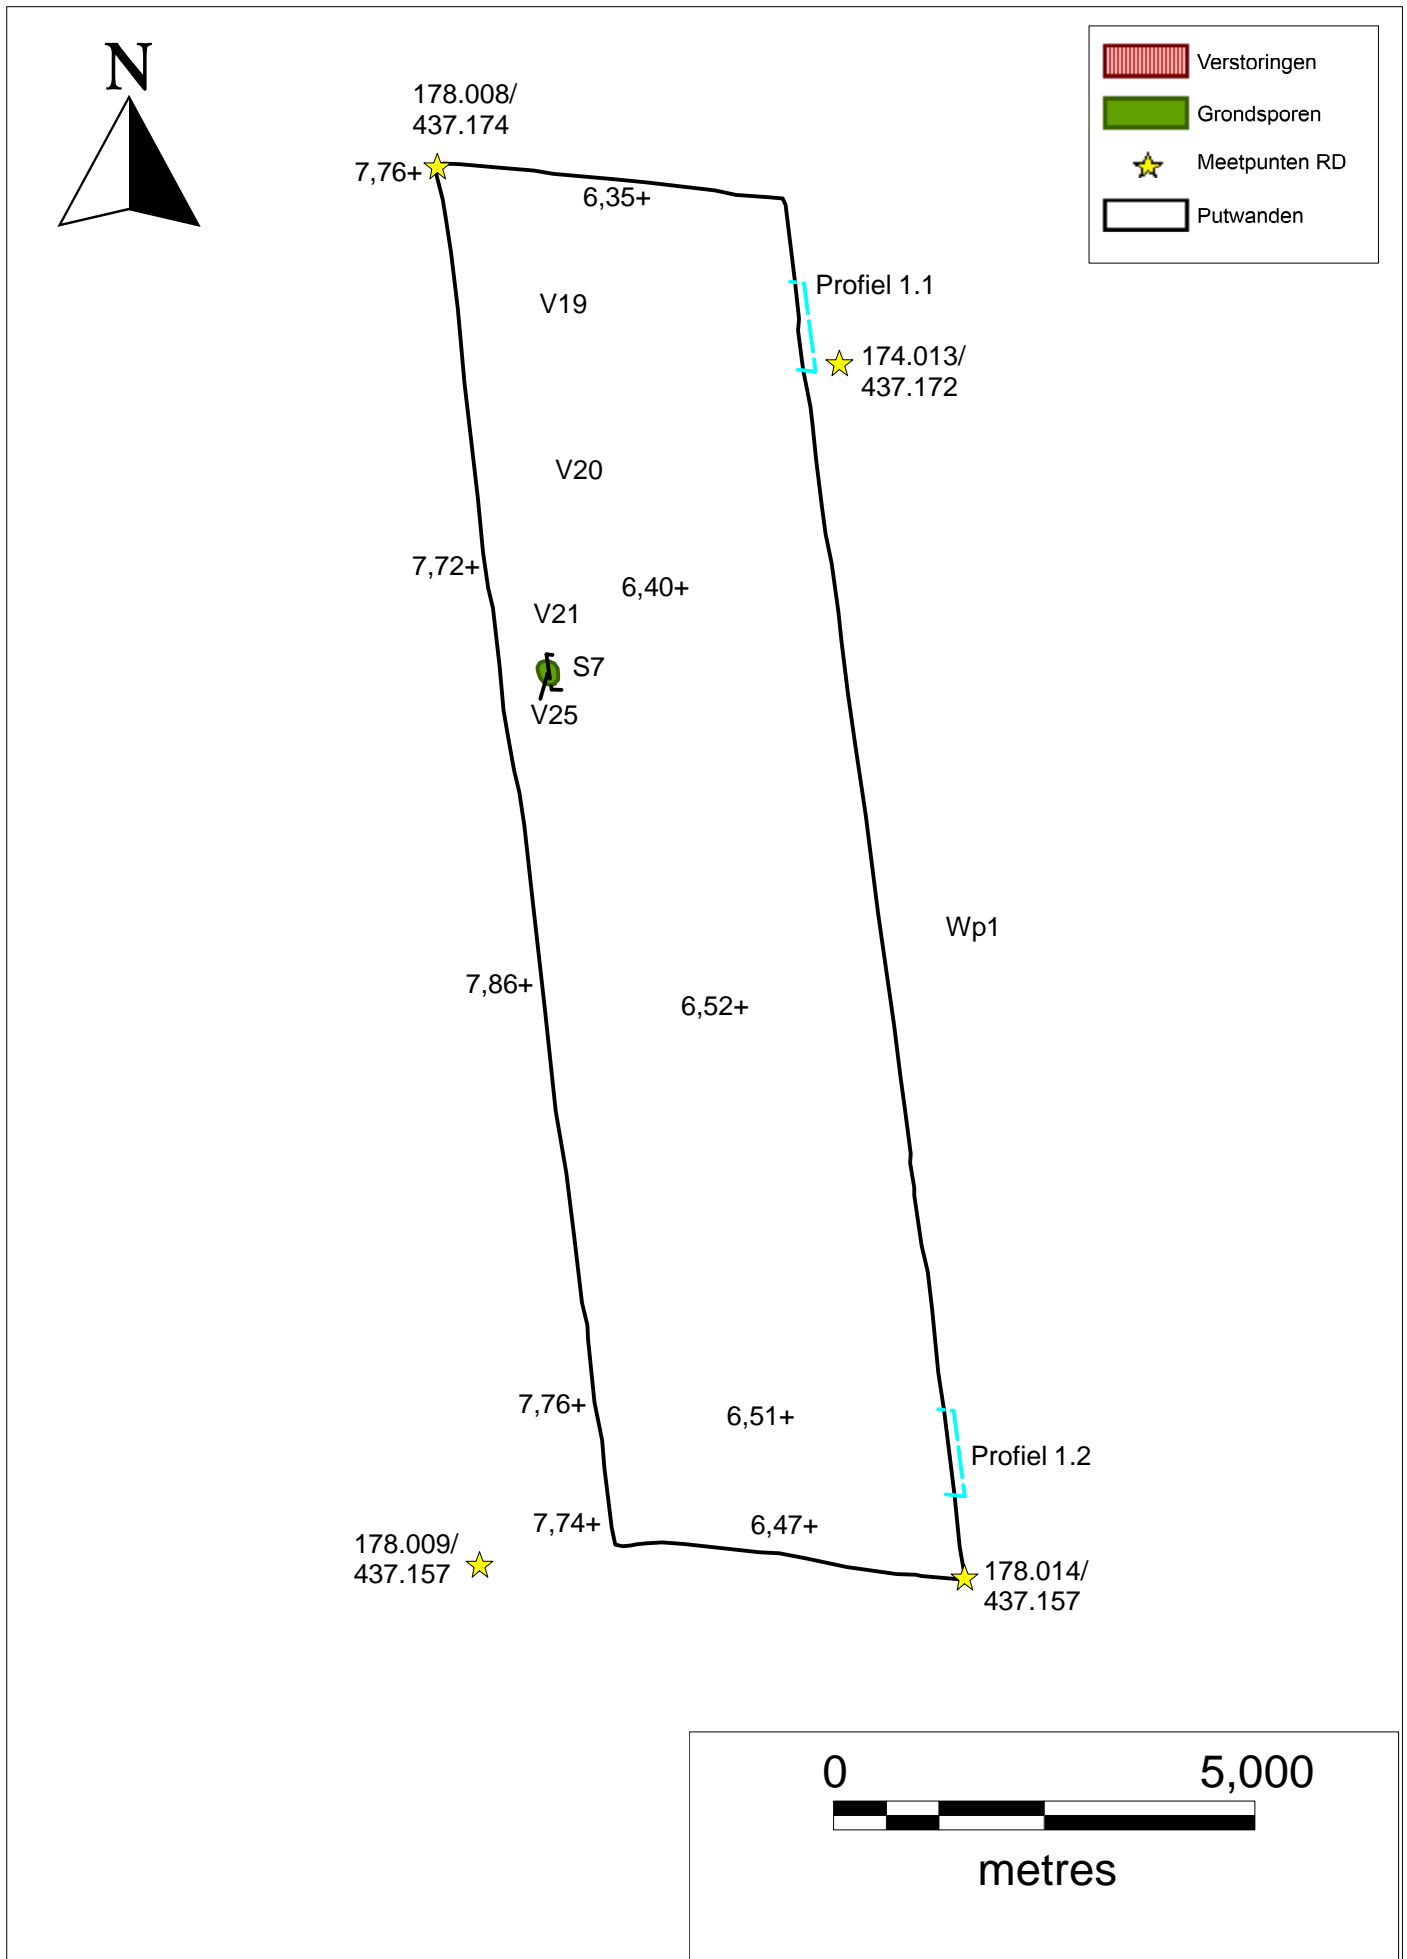 N
Verstoringen
Grondsporen
Meetpunten RD
Putwanden
178.008/
437.174
7,76+
6,35+
Profiel 1.1
V19
174.013/
437.172
V20
7,72+
6,40+
V21
S7
V25
Wp1
7,86+
6,52+
7,76+
6,51+
Profiel 1.2
7,74+
6,47+
178.009/
437.157
178.014/
437.157
0 5,000
metres